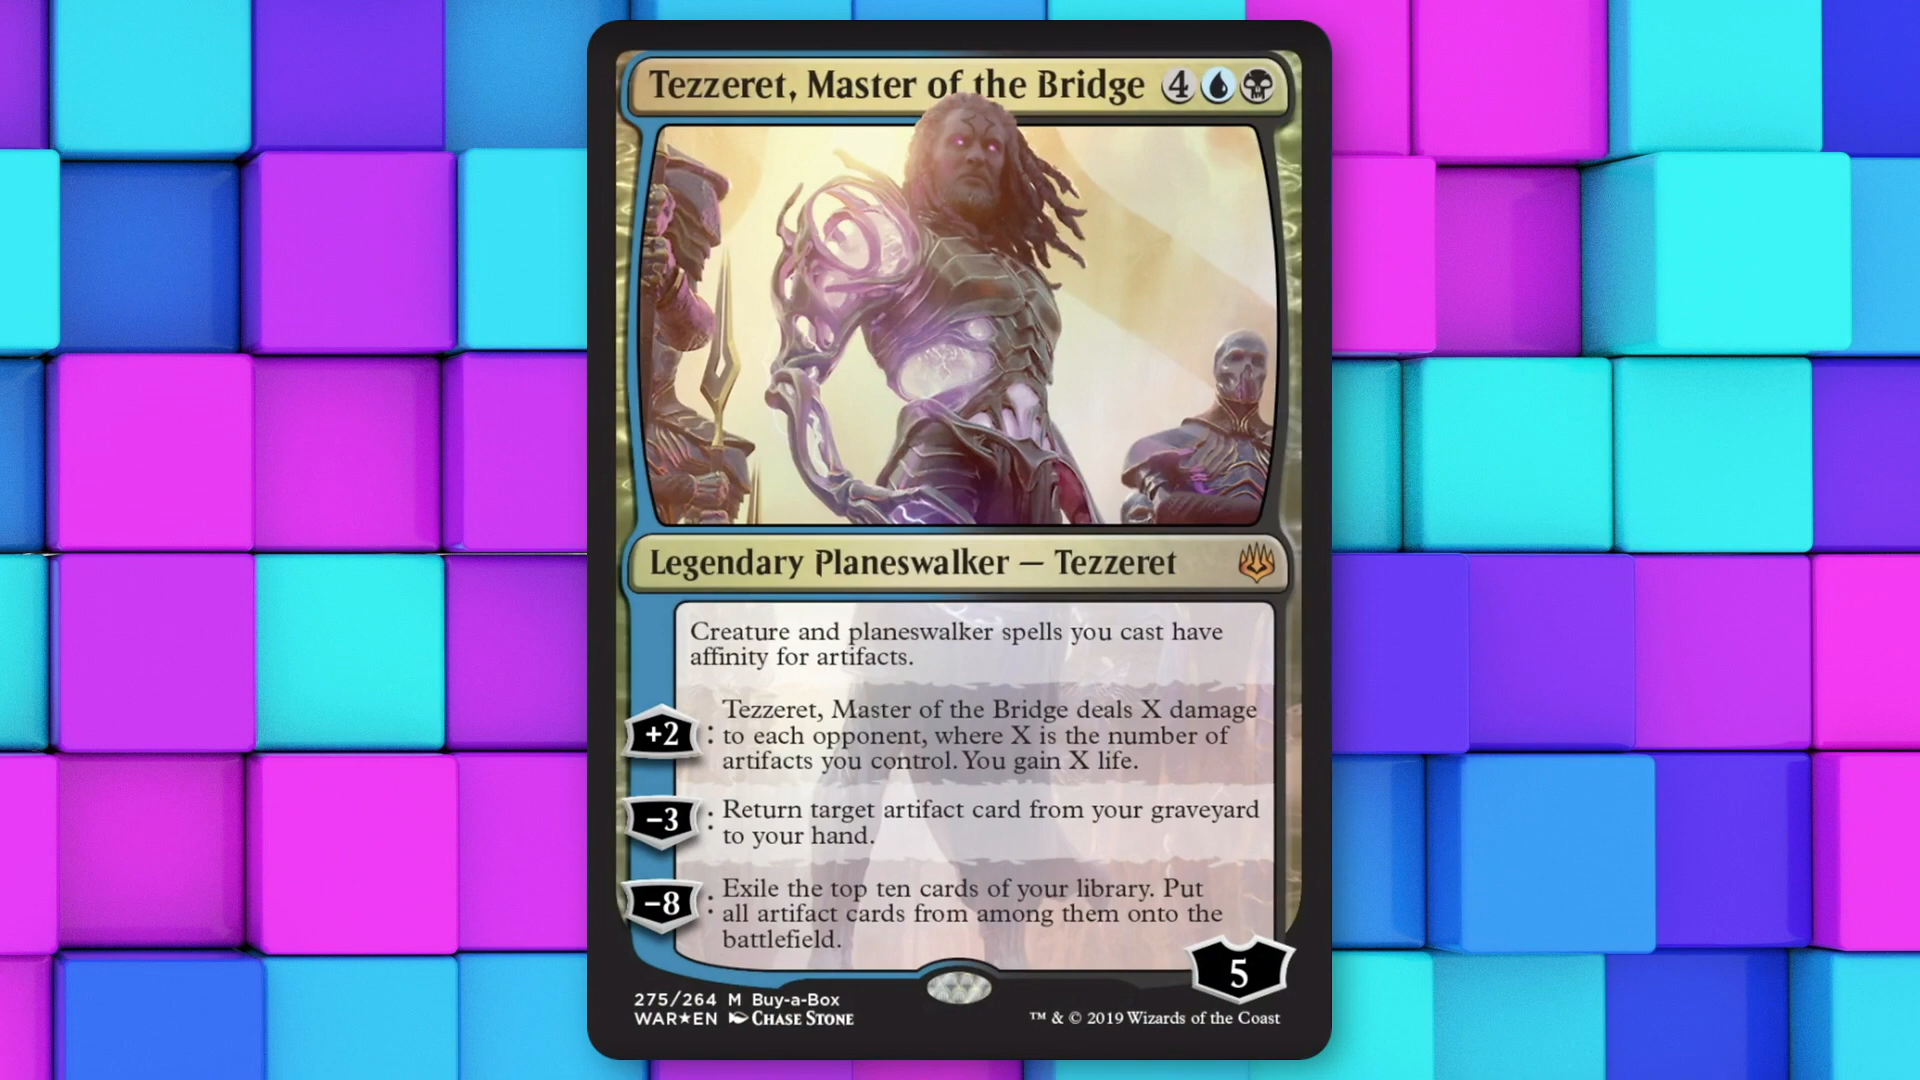 Tezzeret, Master of the Bridge 4
Legendary Planeswalker — Tezzeret
Creature and planeswalker spells you cast have
affinity for artifacts.
+2: Tezzeret, Master of the Bridge deals X damage
to each opponent, where X is the number of
artifacts you control. You gain X life.
−3: Return target artifact card from your graveyard
to your hand.
−8: Exile the top ten cards of your library. Put
all artifact cards from among them onto the
battlefield.
5
275/264 M Buy-a-Box
WAR★EN Chase Stone
™ & © 2019 Wizards of the Coast